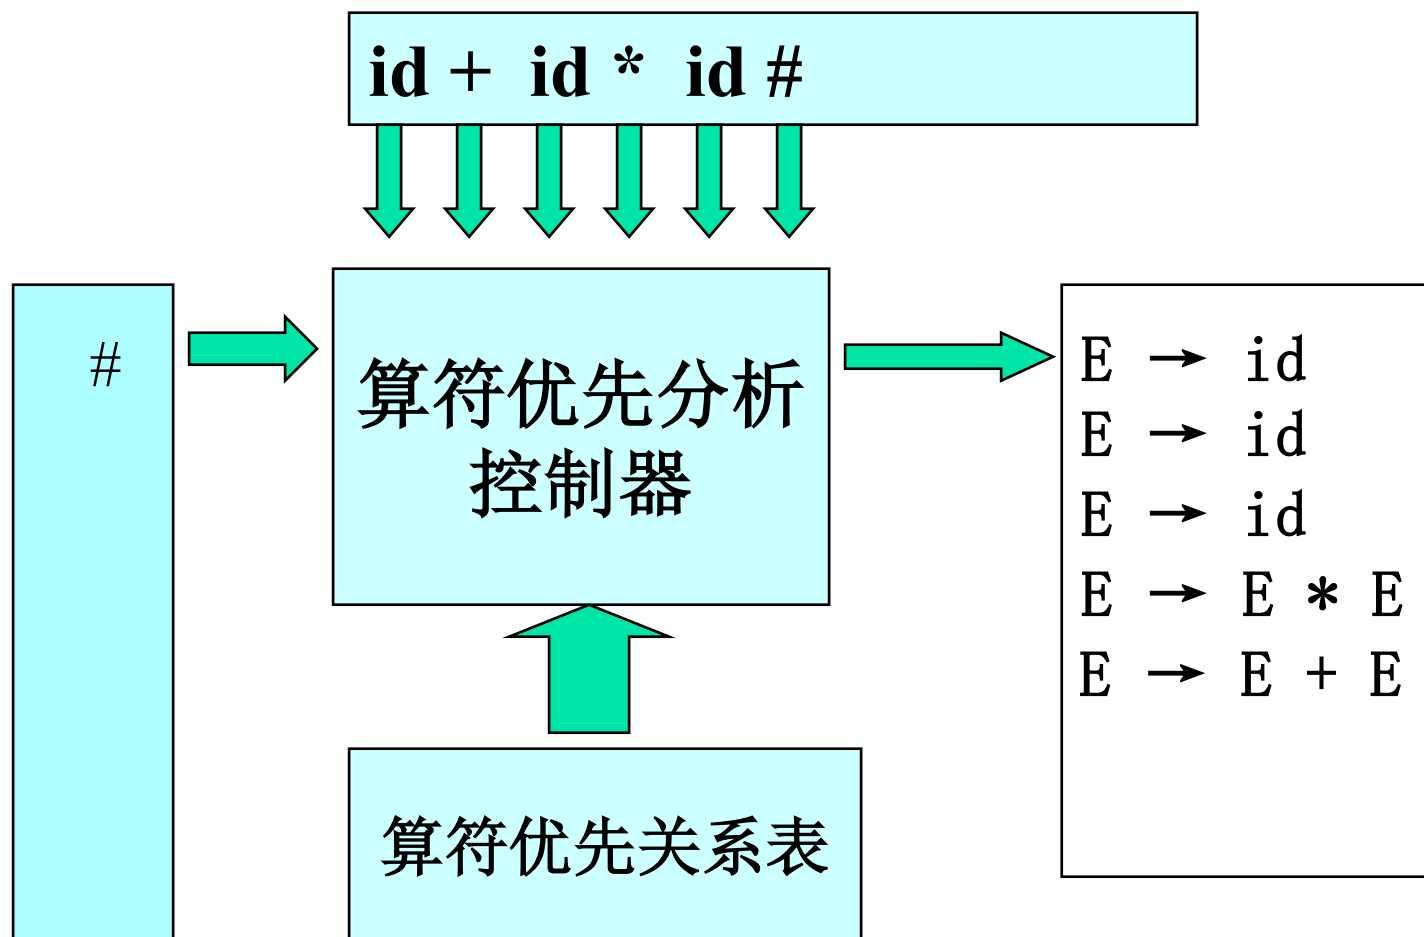 id + id * id #
#
算符优先分析
控制器
E → id
E → id
E → id
E → E * E
E → E + E
算符优先关系表